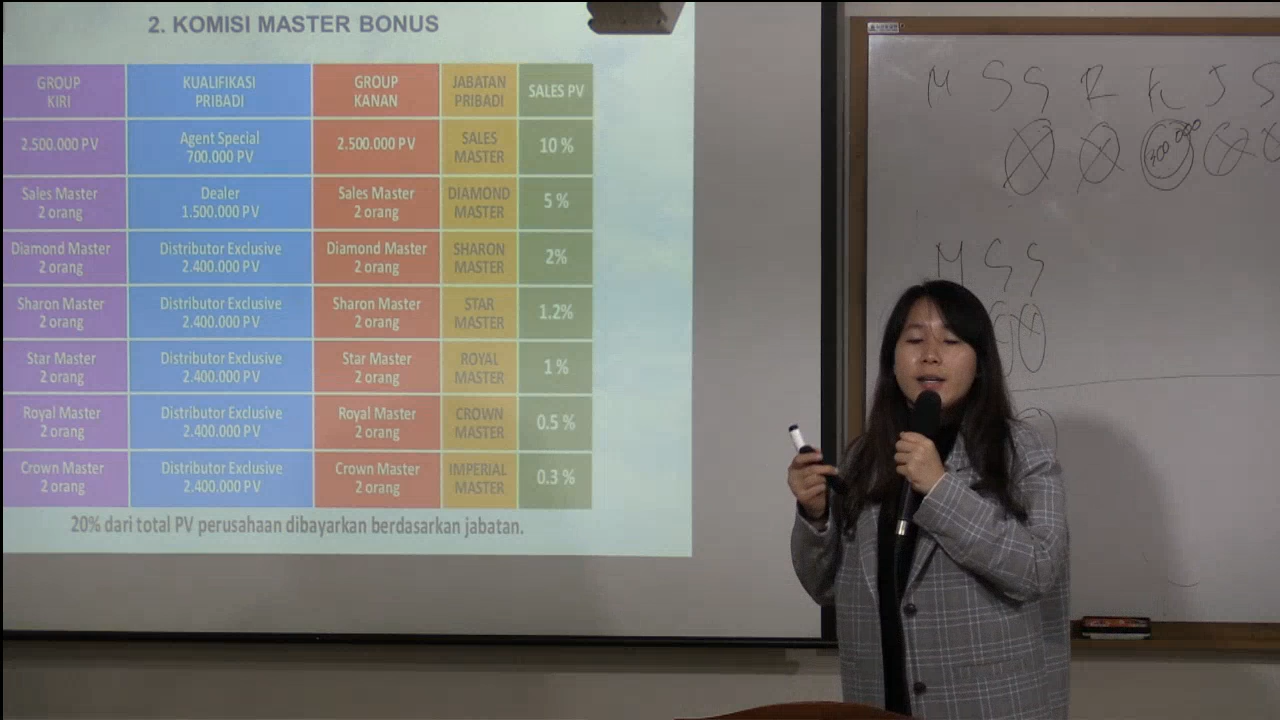 2. KOMISI MASTER BONUS
GROUP KIRI KUALIFIKASI PRIBADI GROUP KANAN JABATAN PRIBADI SALES PV
2.500.000 PV Agent Special 700.000 PV 2.500.000 PV SALES MASTER 10 %
Sales Master 2 orang Dealer 1.500.000 PV Sales Master 2 orang DIAMOND MASTER 5 %
Diamond Master 2 orang Distributor Exclusive 2.400.000 PV Diamond Master 2 orang SHARON MASTER 2%
Sharon Master 2 orang Distributor Exclusive 2.400.000 PV Sharon Master 2 orang STAR MASTER 1.2%
Star Master 2 orang Distributor Exclusive 2.400.000 PV Star Master 2 orang ROYAL MASTER 1 %
Royal Master 2 orang Distributor Exclusive 2.400.000 PV Royal Master 2 orang CROWN MASTER 0.5 %
Crown Master 2 orang Distributor Exclusive 2.400.000 PV Crown Master 2 orang IMPERIAL MASTER 0.3 %
20% dari total PV perusahaan dibayarkan berdasarkan jabatan.
M S S R K J S
300 000
M S S